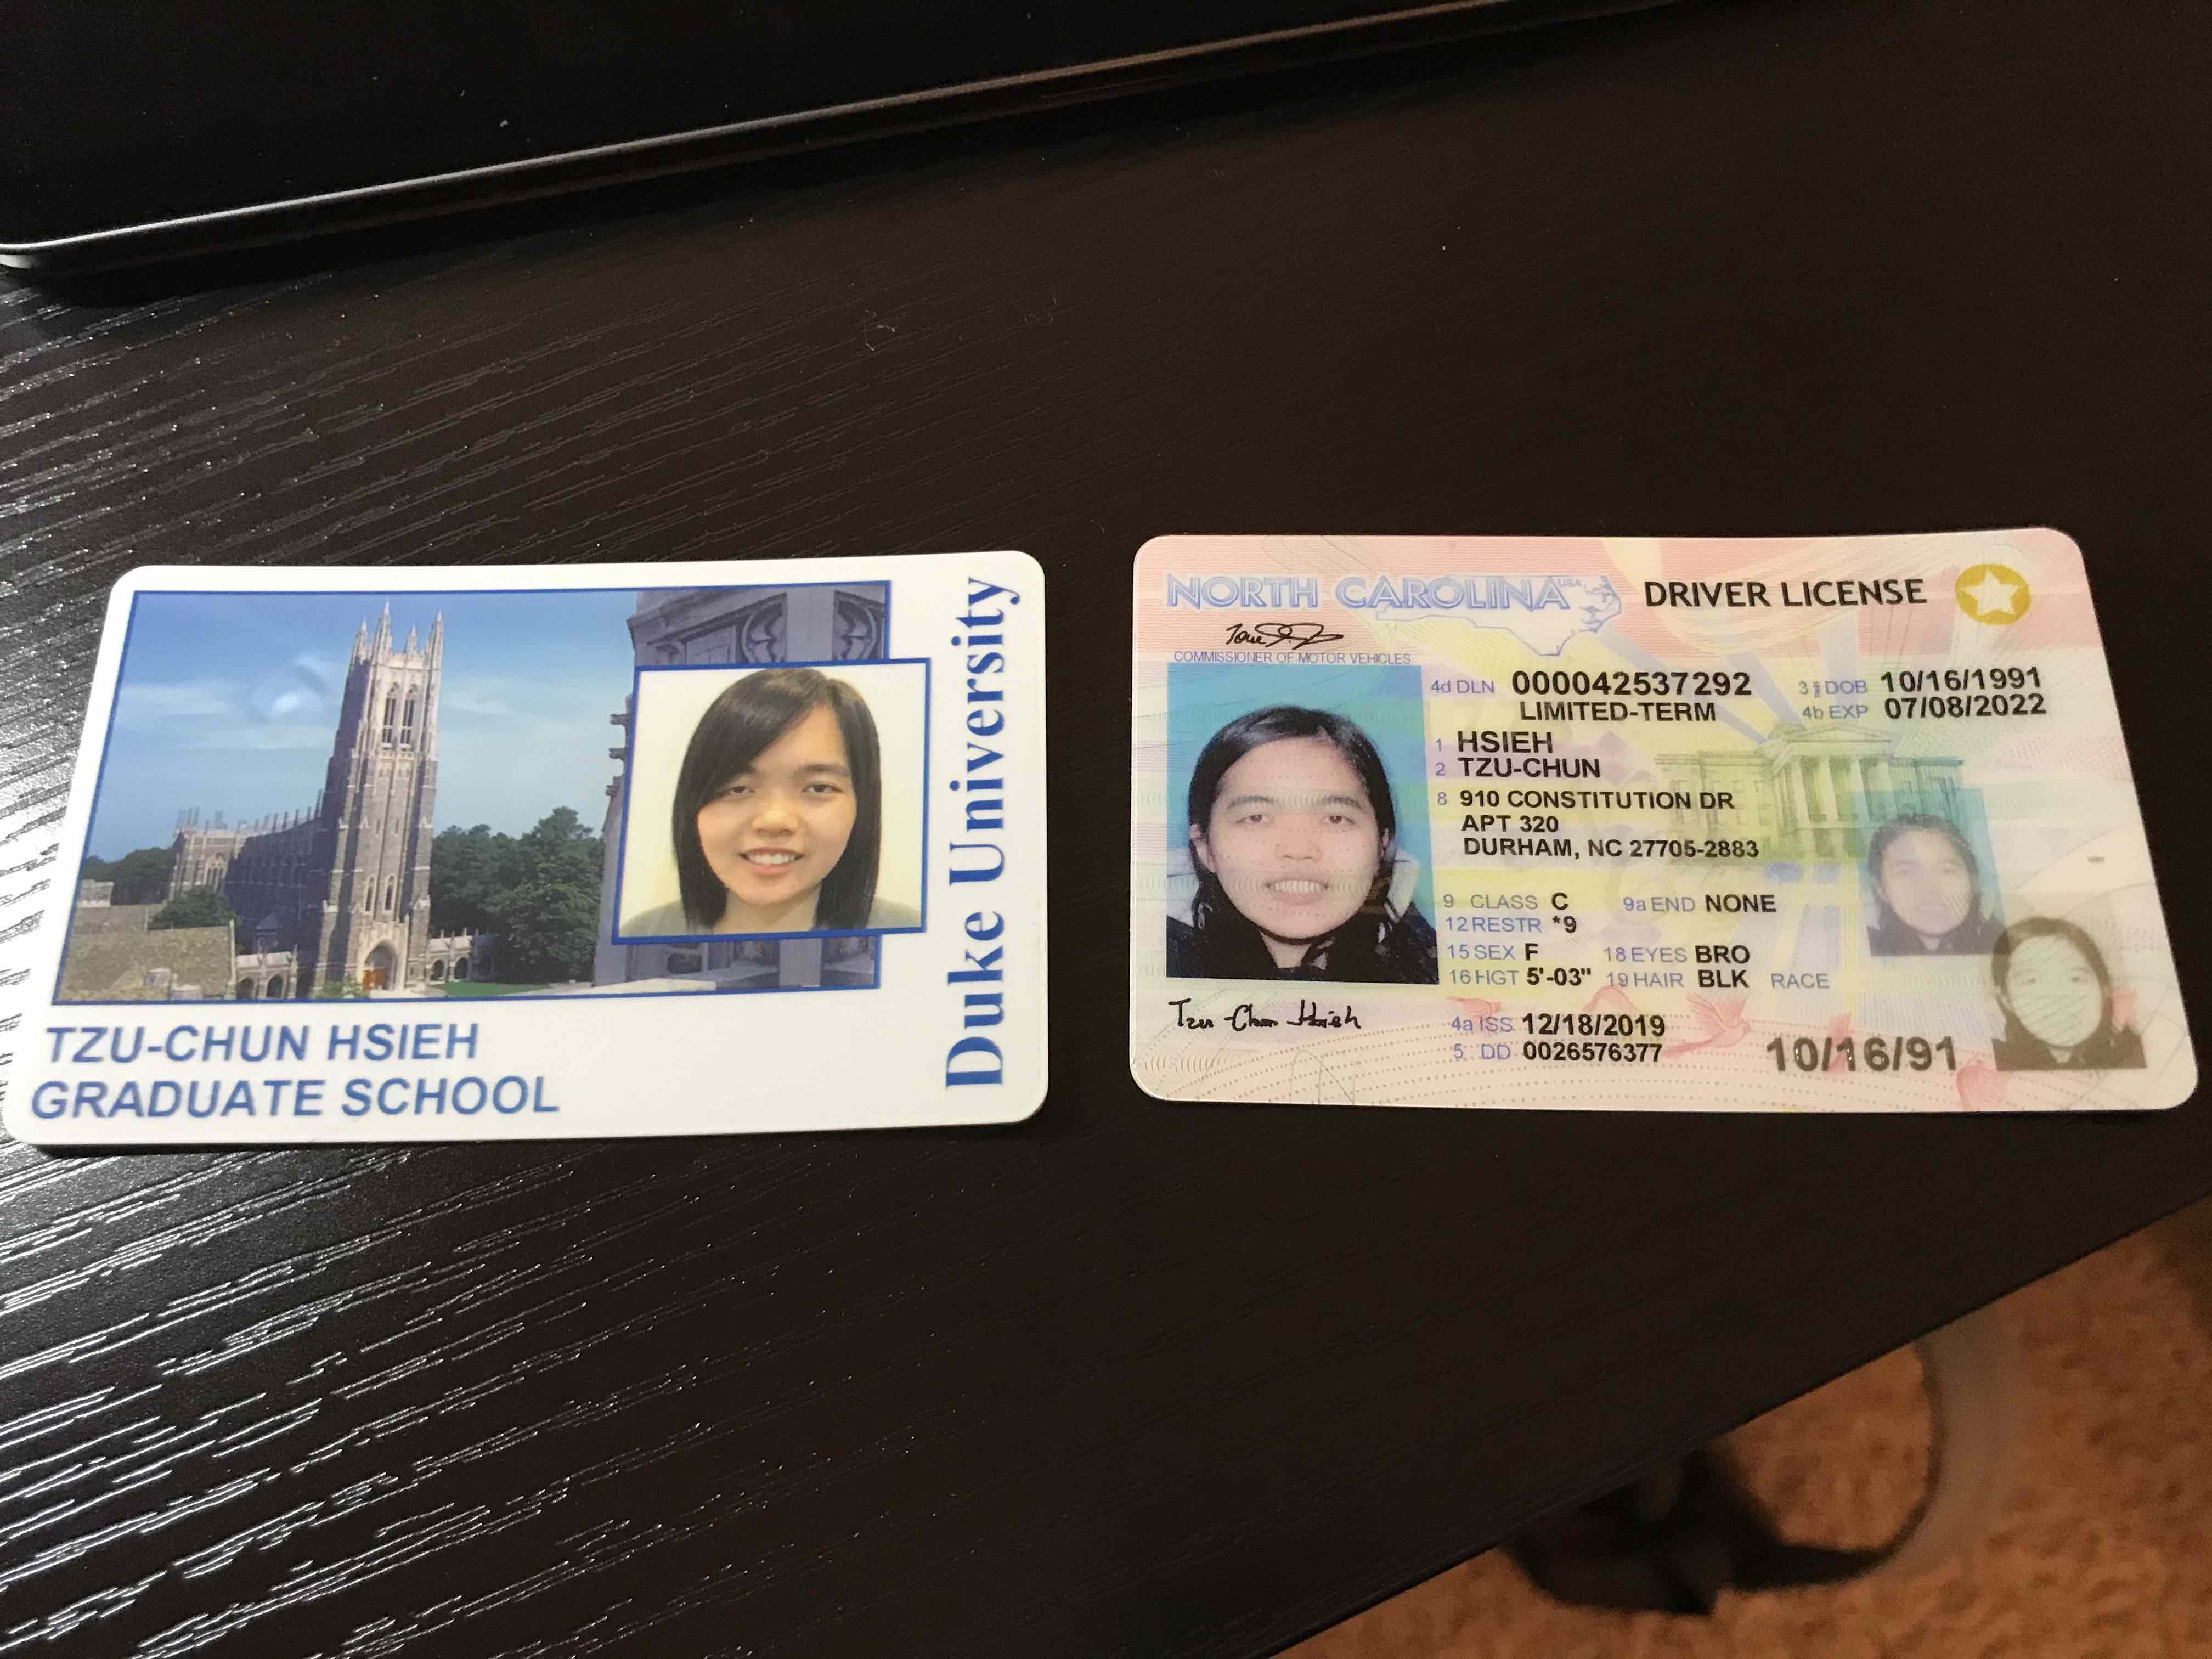 Duke University
TZU-CHUN HSIEH
GRADUATE SCHOOL
NORTH CAROLINA USA DRIVER LICENSE
COMMISSIONER OF MOTOR VEHICLES
4d DLN 000042537292 3 DOB 10/16/1991
LIMITED-TERM 4b EXP 07/08/2022
1 HSIEH
2 TZU-CHUN
8 910 CONSTITUTION DR
APT 320
DURHAM, NC 27705-2883
9 CLASS C 9a END NONE
12 RESTR *9
15 SEX F 18 EYES BRO
16 HGT 5'-03" 19 HAIR BLK RACE
Tzu-Chun Hsieh
4a ISS 12/18/2019
5 DD 0026576377
10/16/91